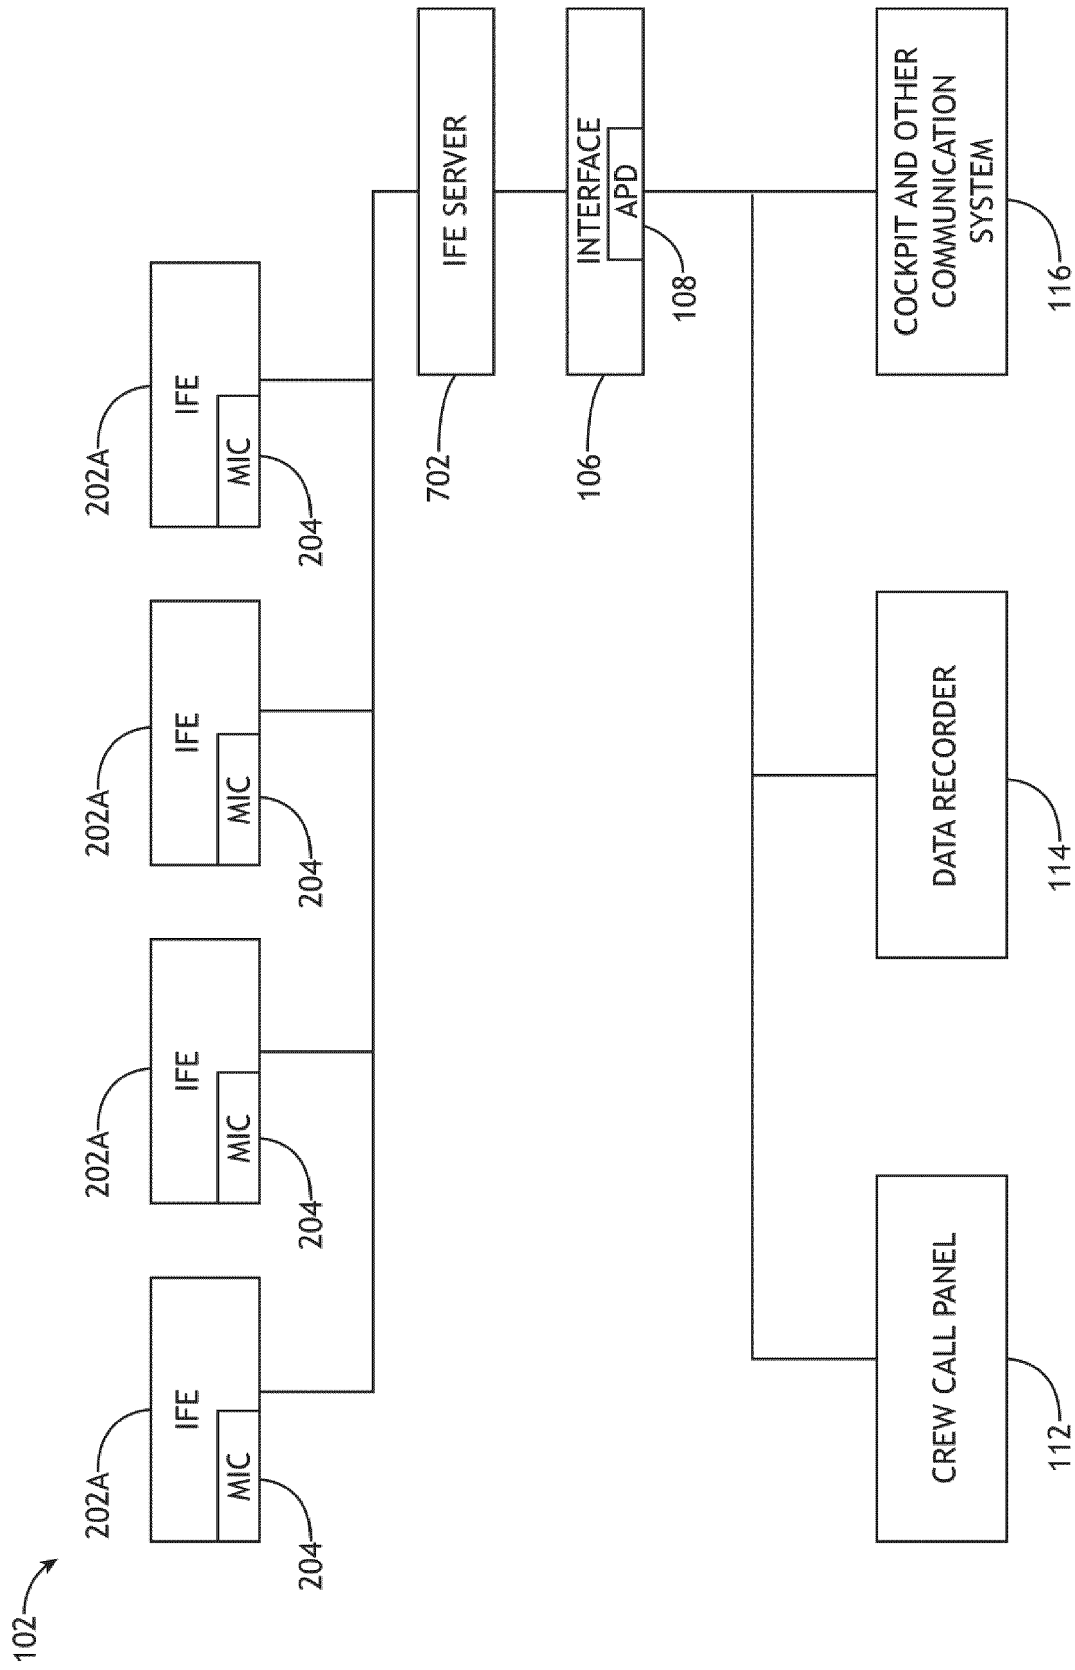 102
202A
IFE
MIC
204
202A
IFE
MIC
204
202A
IFE
MIC
204
202A
IFE
MIC
204
702
IFE SERVER
106
INTERFACE
APD
108
CREW CALL PANEL
112
DATA RECORDER
114
COCKPIT AND OTHER
COMMUNICATION
SYSTEM
116